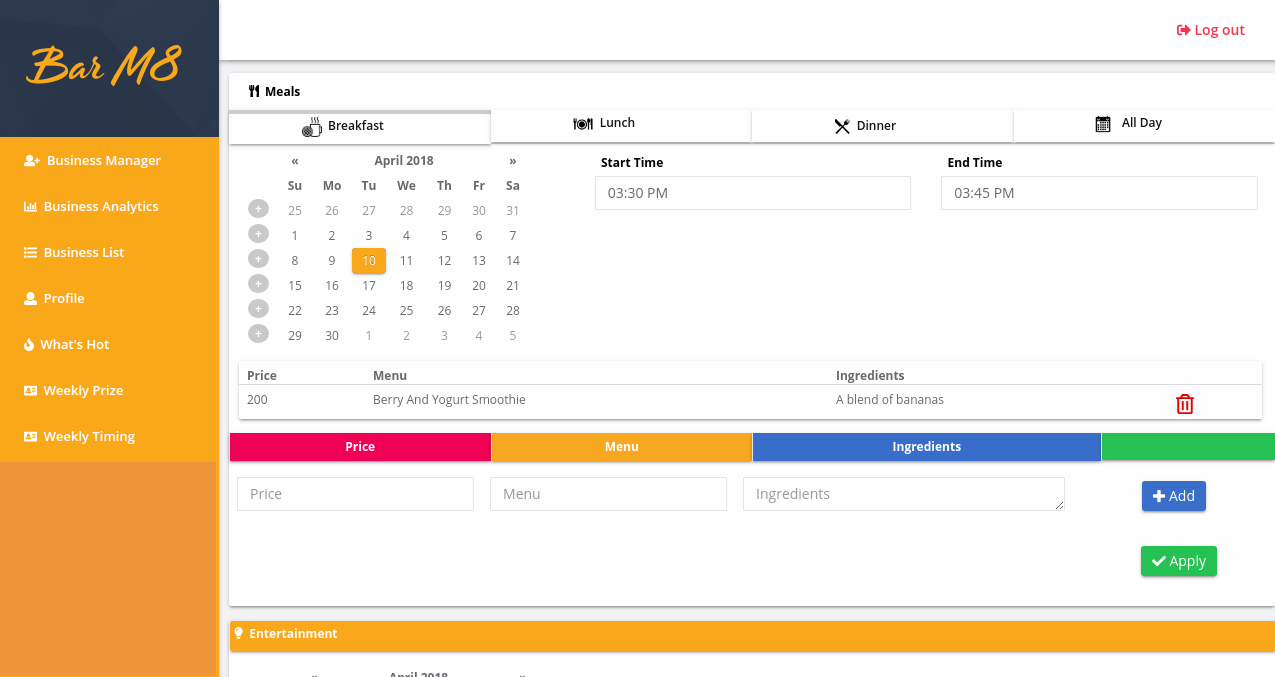 Bar M8
Log out
Business Manager
Business Analytics
Business List
Profile
What's Hot
Weekly Prize
Weekly Timing
Meals
Breakfast Lunch Dinner All Day
« April 2018 »
Su Mo Tu We Th Fr Sa
+ 25 26 27 28 29 30 31
+ 1 2 3 4 5 6 7
+ 8 9 10 11 12 13 14
+ 15 16 17 18 19 20 21
+ 22 23 24 25 26 27 28
+ 29 30 1 2 3 4 5
Start Time End Time
03:30 PM 03:45 PM
Price Menu Ingredients
200 Berry And Yogurt Smoothie A blend of bananas
Price Menu Ingredients
Price Menu Ingredients Add
Apply
Entertainment
« April 2018 »